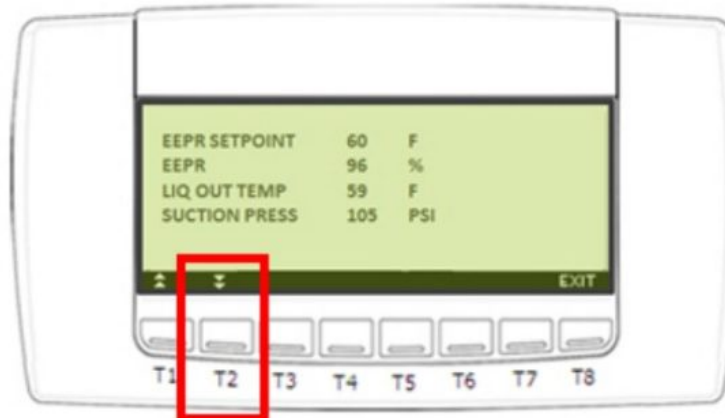 EEPR SETPOINT 60 F
EEPR 96 %
LIQ OUT TEMP 59 F
SUCTION PRESS 105 PSI
EXIT
T1 T2 T3 T4 T5 T6 T7 T8